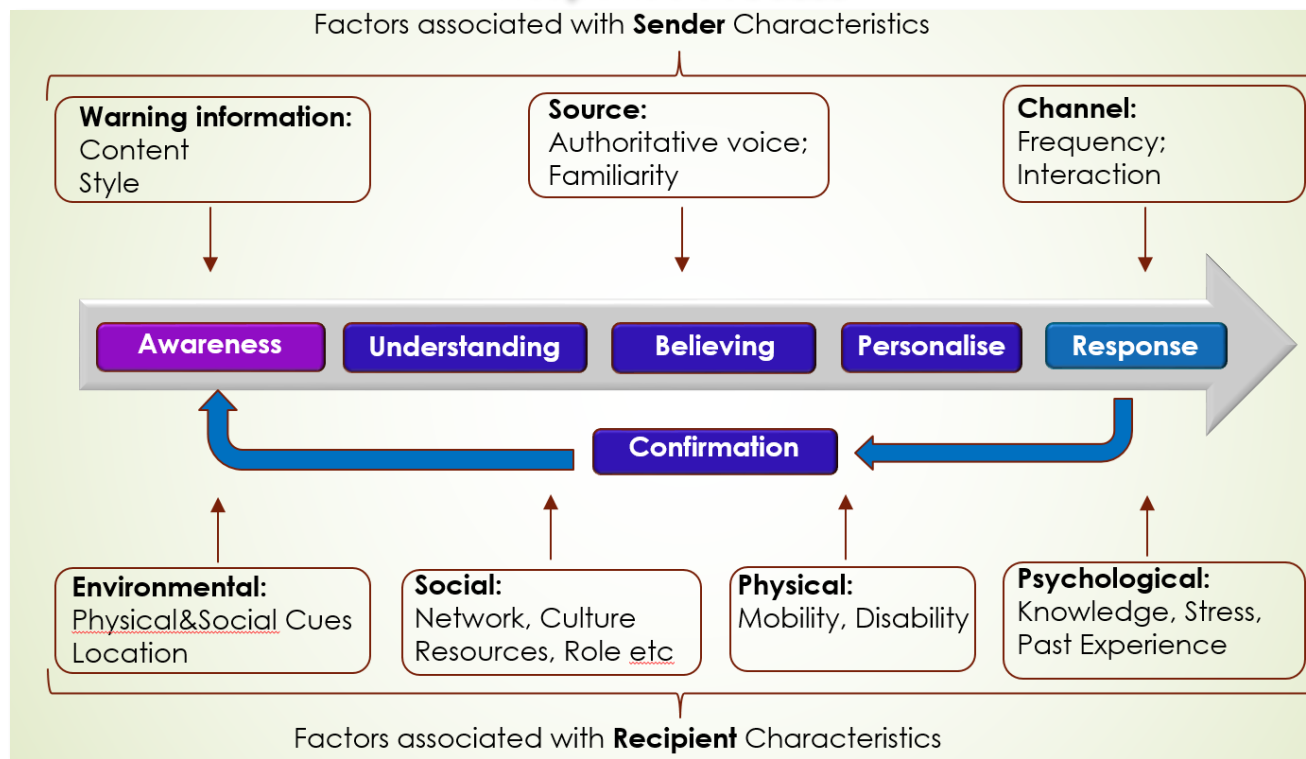 Factors associated with Sender Characteristics
Warning information:
Content
Style
Source:
Authoritative voice;
Familiarity
Channel:
Frequency;
Interaction
Awareness
Understanding
Believing
Personalise
Response
Confirmation
Environmental:
Physical&Social Cues
Location
Social:
Network, Culture
Resources, Role etc
Physical:
Mobility, Disability
Psychological:
Knowledge, Stress,
Past Experience
Factors associated with Recipient Characteristics